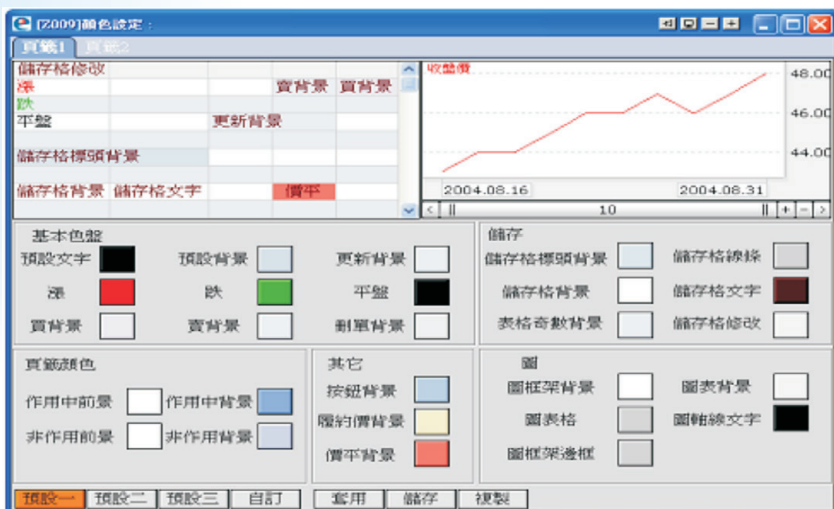 [Z009]顏色設定：
頁籤1 頁籤2
儲存格修改
漲 賣背景 買背景
跌
平盤 更新背景
儲存格標頭背景
儲存格背景 儲存格文字 價平
收盤價
48.00
46.00
44.00
2004.08.16 2004.08.31
< || 10 || + - >
基本色盤
預設文字 預設背景 更新背景
漲 跌 平盤
買背景 賣背景 刪單背景
儲存
儲存格標頭背景 儲存格線條
儲存格背景 儲存格文字
表格奇數背景 儲存格修改
頁籤顏色
作用中前景 作用中背景
非作用前景 非作用背景
其它
按鈕背景
履約價背景
價平背景
圖
圖框架背景 圖表背景
圖表格 圖軸線文字
圖框架邊框
預設一 預設二 預設三 自訂 套用 儲存 複製